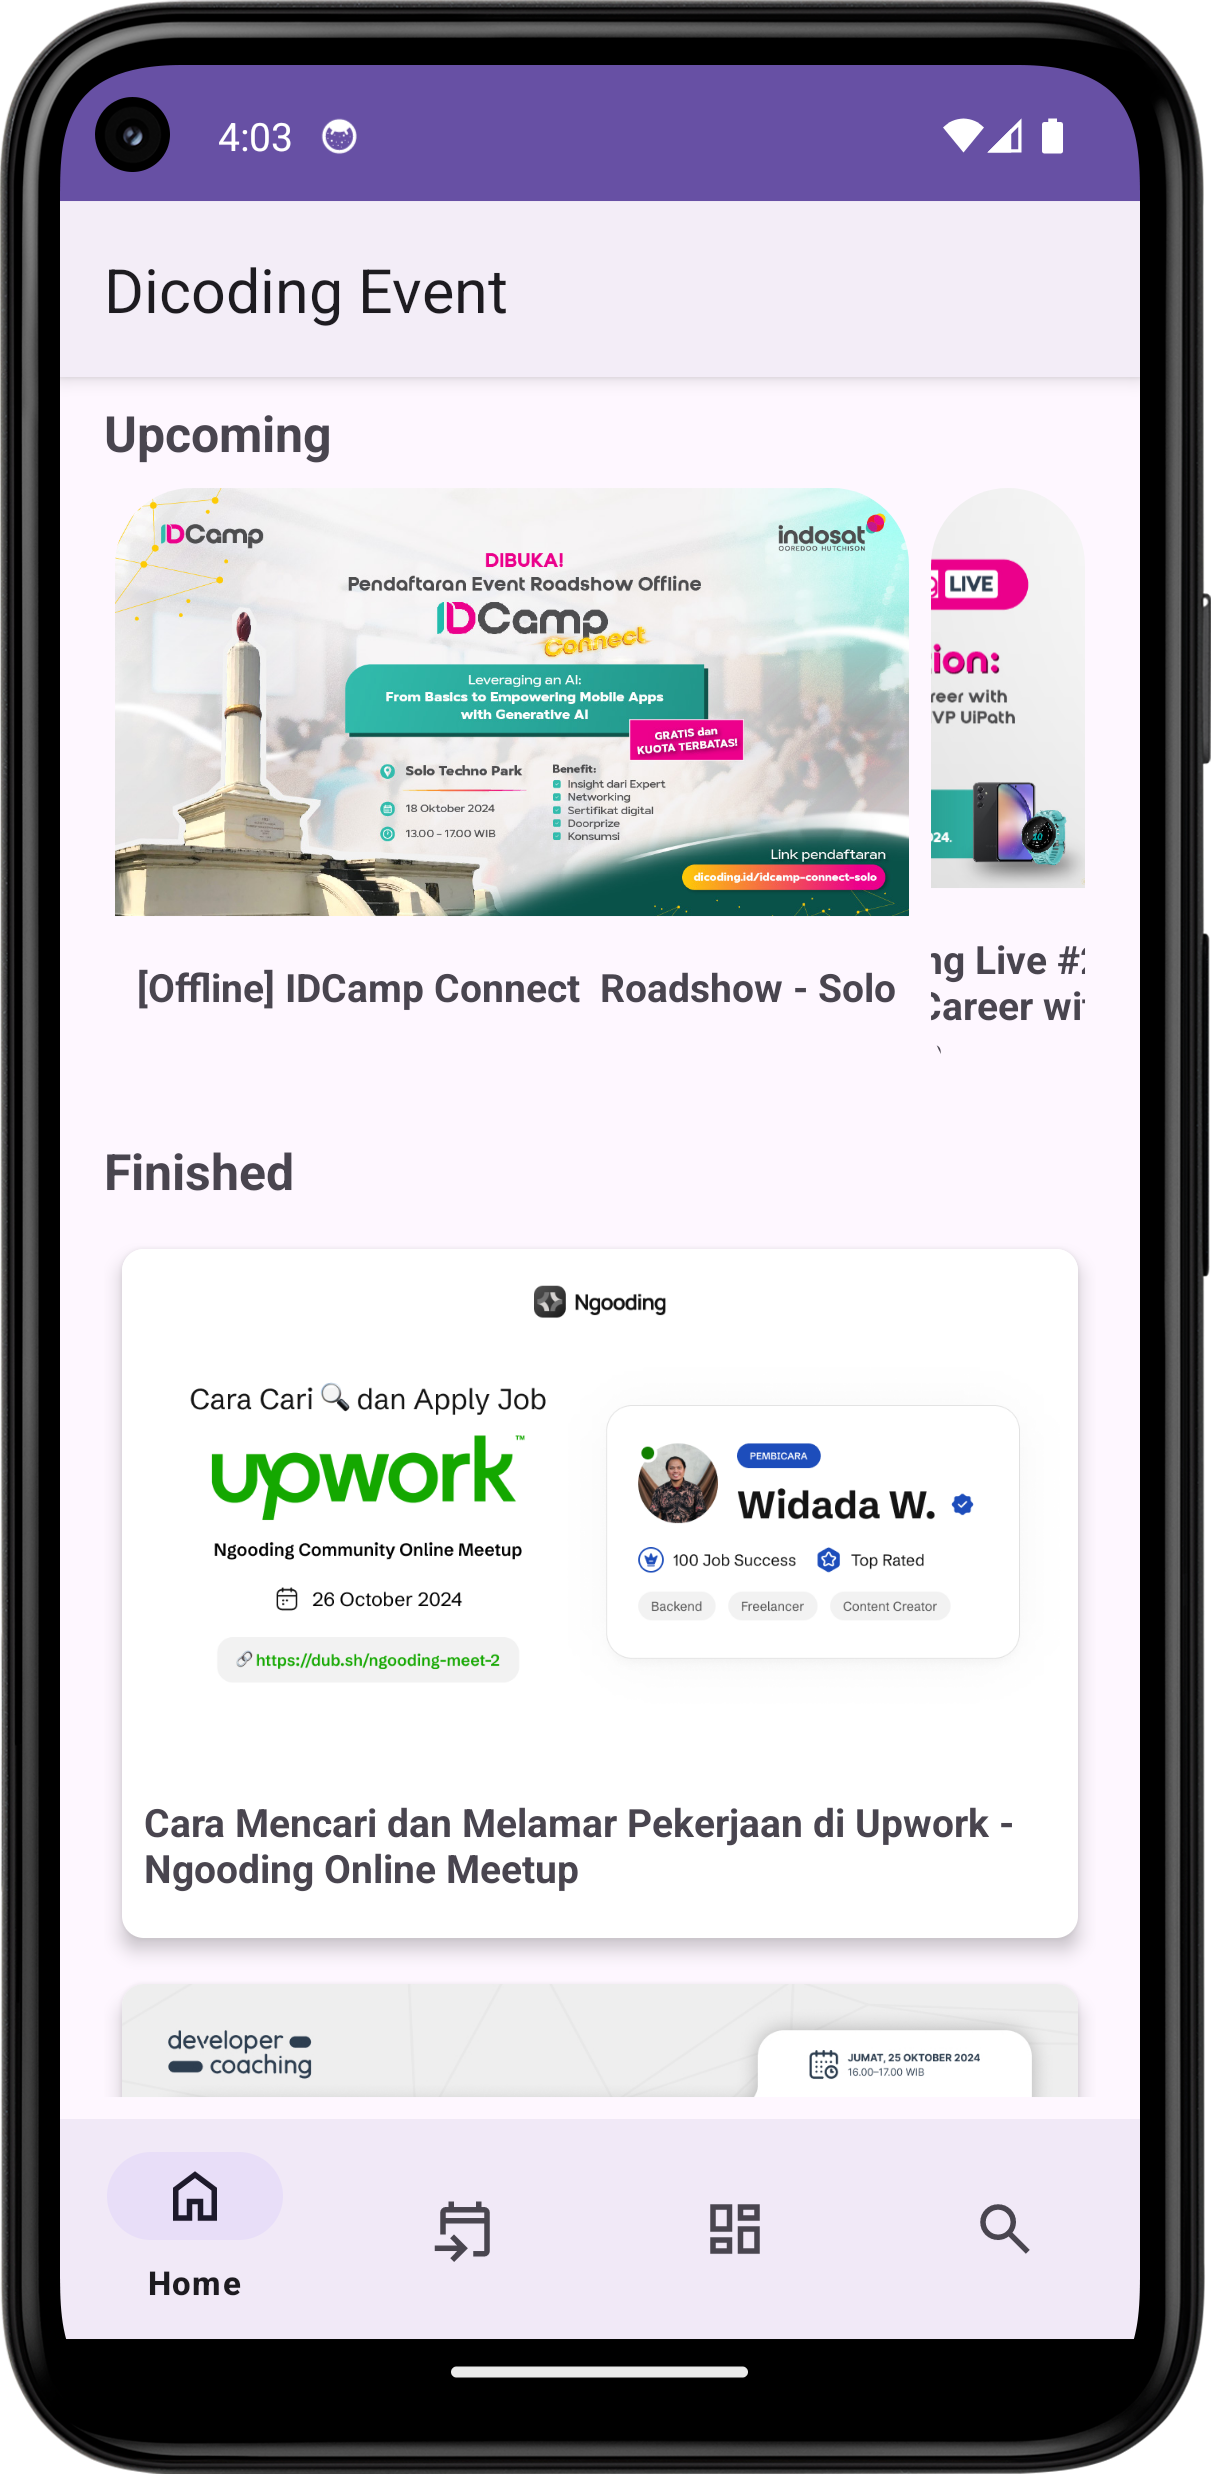 4:03
Dicoding Event
Upcoming
IDCamp
indosat
OOREDOO HUTCHISON
DIBUKA!
Pendaftaran Event Roadshow Offline
IDCamp
Connect
Leveraging an AI:
From Basics to Empowering Mobile Apps
with Generative AI
GRATIS dan
KUOTA TERBATAS!
Solo Techno Park
18 Oktober 2024
13.00 - 17.00 WIB
Benefit:
Insight dari Expert
Networking
Sertifikat digital
Doorprize
Konsumsi
Link pendaftaran
dicoding.id/idcamp-connect-solo
[Offline] IDCamp Connect Roadshow - Solo
g LIVE
ion:
reer with
VP UiPath
024.
ng Live #2
Career wit
Finished
Ngooding
Cara Cari 🔍 dan Apply Job
upwork™
Ngooding Community Online Meetup
26 October 2024
🔗 https://dub.sh/ngooding-meet-2
PEMBICARA
Widada W.
100 Job Success
Top Rated
Backend
Freelancer
Content Creator
Cara Mencari dan Melamar Pekerjaan di Upwork -
Ngooding Online Meetup
developer
coaching
JUMAT, 25 OKTOBER 2024
16.00–17.00 WIB
Home